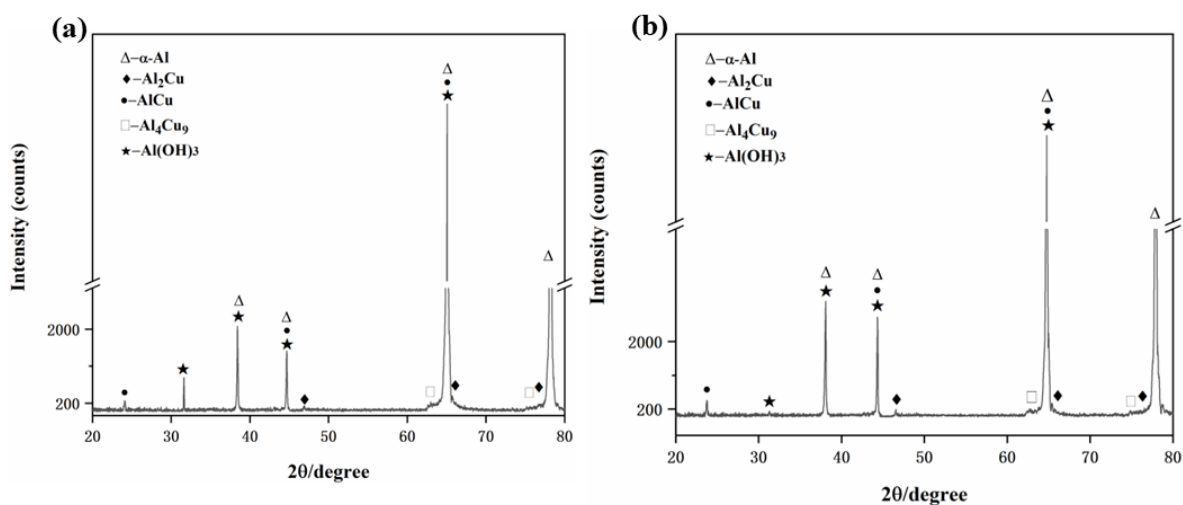 (a)
Δ–α-Al
♦–Al₂Cu
●–AlCu
□–Al₄Cu₉
★–Al(OH)3
Intensity (counts)
2000
200
20 30 40 50 60 70 80
2θ/degree
(b)
Δ–α-Al
♦–Al₂Cu
●–AlCu
□–Al₄Cu₉
★–Al(OH)3
Intensity (counts)
2000
200
20 30 40 50 60 70 80
2θ/degree